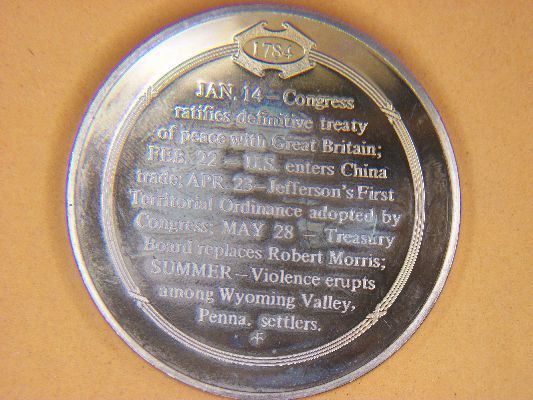 1784
JAN. 14 – Congress
ratifies definitive treaty
of peace with Great Britain;
FEB. 22 – U.S. enters China
trade; APR. 23 – Jefferson's First
Territorial Ordinance adopted by
Congress; MAY 28 – Treasury
Board replaces Robert Morris;
SUMMER – Violence erupts
among Wyoming Valley,
Penna. settlers.